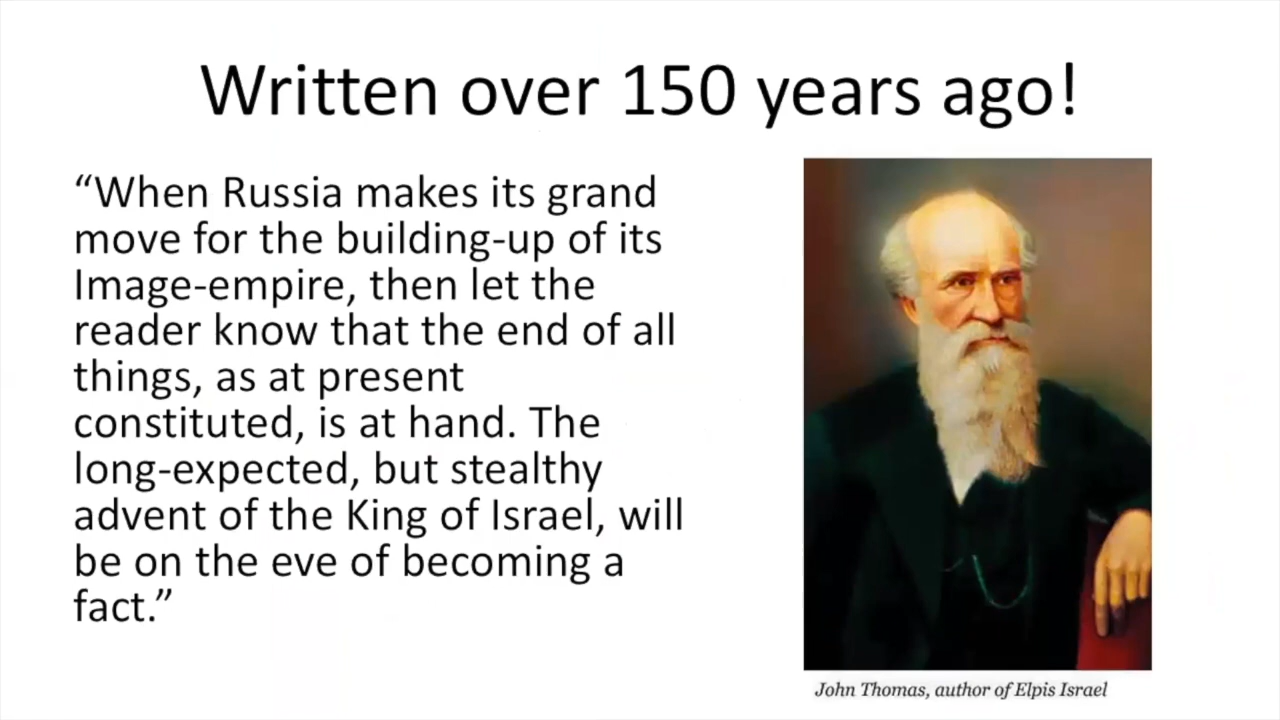 Written over 150 years ago!
“When Russia makes its grand
move for the building-up of its
Image-empire, then let the
reader know that the end of all
things, as at present
constituted, is at hand. The
long-expected, but stealthy
advent of the King of Israel, will
be on the eve of becoming a
fact.”
John Thomas, author of Elpis Israel